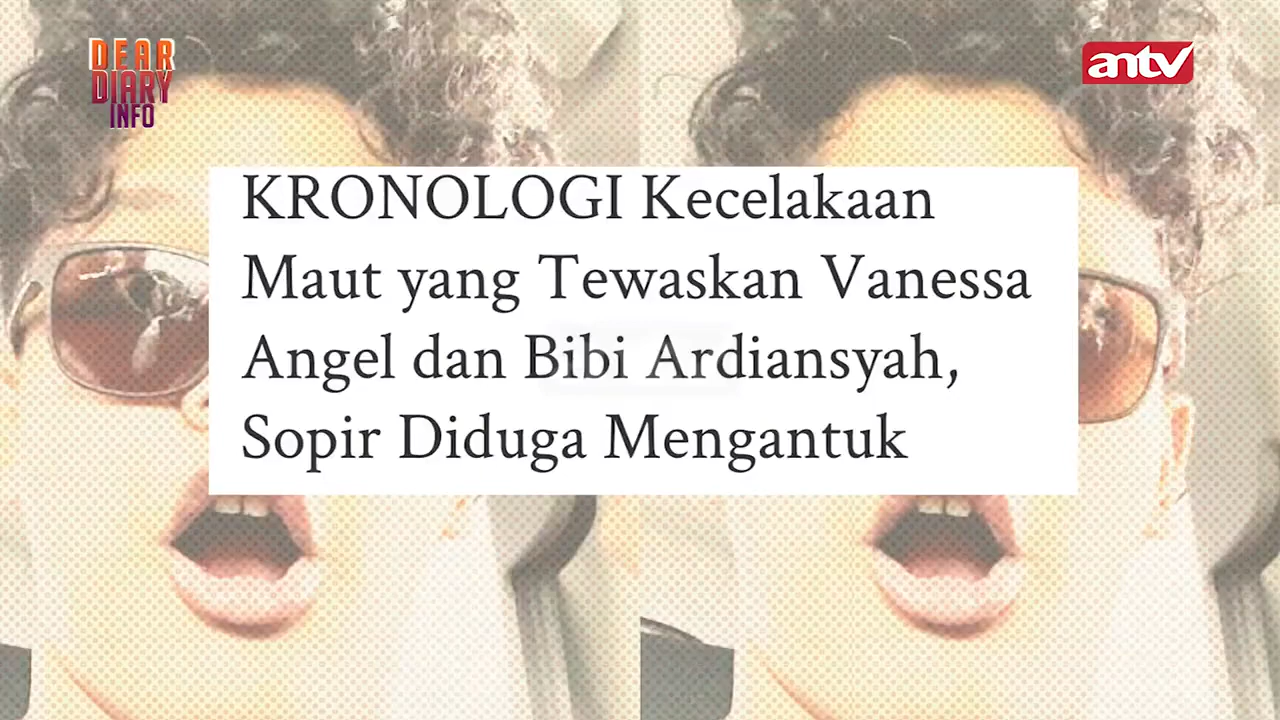 DEAR
DIARY
INFO
antv
KRONOLOGI Kecelakaan
Maut yang Tewaskan Vanessa
Angel dan Bibi Ardiansyah,
Sopir Diduga Mengantuk